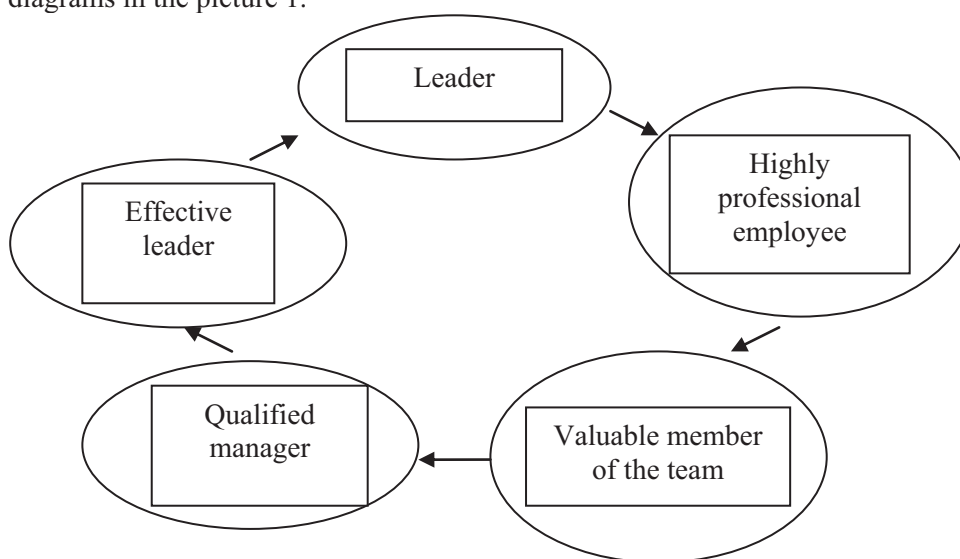 diagrams in the picture 1.
Leader
Highly
professional
employee
Effective
leader
Qualified
manager
Valuable member
of the team